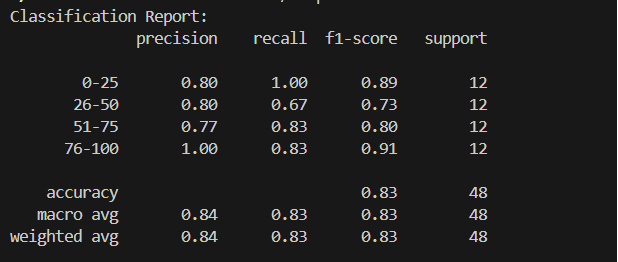 Classification Report:
precision recall f1-score support
0-25 0.80 1.00 0.89 12
26-50 0.80 0.67 0.73 12
51-75 0.77 0.83 0.80 12
76-100 1.00 0.83 0.91 12
accuracy 0.83 48
macro avg 0.84 0.83 0.83 48
weighted avg 0.84 0.83 0.83 48